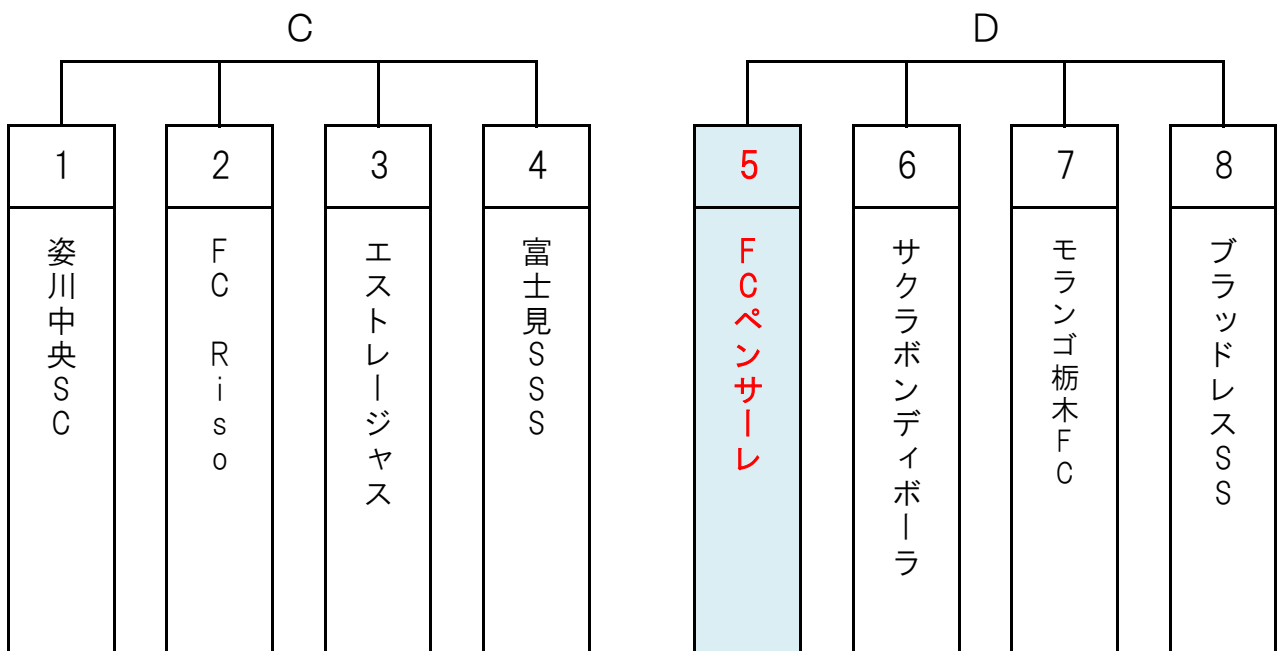 C
D
1
2
3
4
5
6
7
8
姿川中央SC
FC Riso
エストレージャス
富士見SSS
FCペンサーレ
サクラボンディボーラ
モランゴ栃木FC
ブラッドレスSS